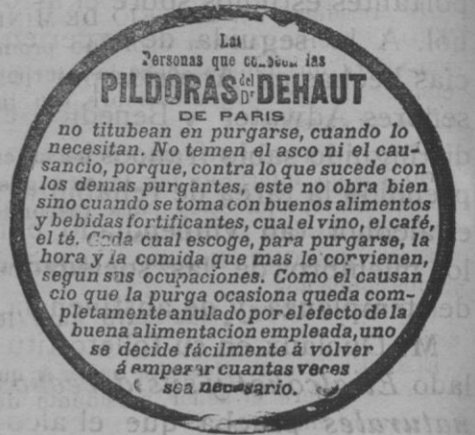 Las
Personas que conocen las
PILDORAS del Dr. DEHAUT
DE PARIS
no titubean en purgarse, cuando lo
necesitan. No temen el asco ni el cau-
sancio, porque, contra lo que sucede con
los demas purgantes, este no obra bien
sino cuando se toma con buenos alimentos
y bebidas fortificantes, cual el vino, el café,
el té. Cada cual escoge, para purgarse, la
hora y la comida que mas le convienen,
segun sus ocupaciones. Como el causan
cio que la purga ocasiona queda com-
pletamente anulado por el efecto de la
buena alimentacion empleada, uno
se decide fácilmente á volver
á empezar cuantas veces
sea necesario.